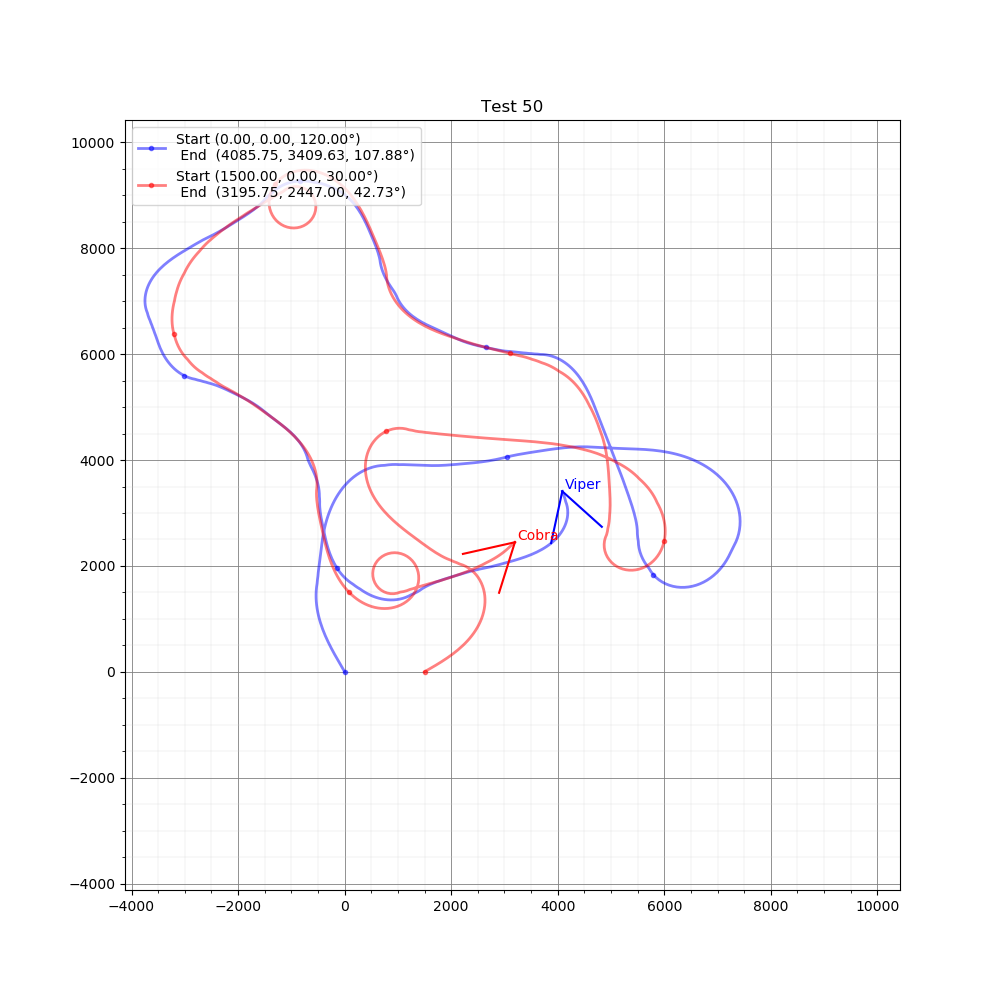 Test 50
Start (0.00, 0.00, 120.00°)
End (4085.75, 3409.63, 107.88°)
Start (1500.00, 0.00, 30.00°)
End (3195.75, 2447.00, 42.73°)
10000
8000
6000
4000
2000
0
−2000
−4000
Viper
Cobra
−4000 −2000 0 2000 4000 6000 8000 10000